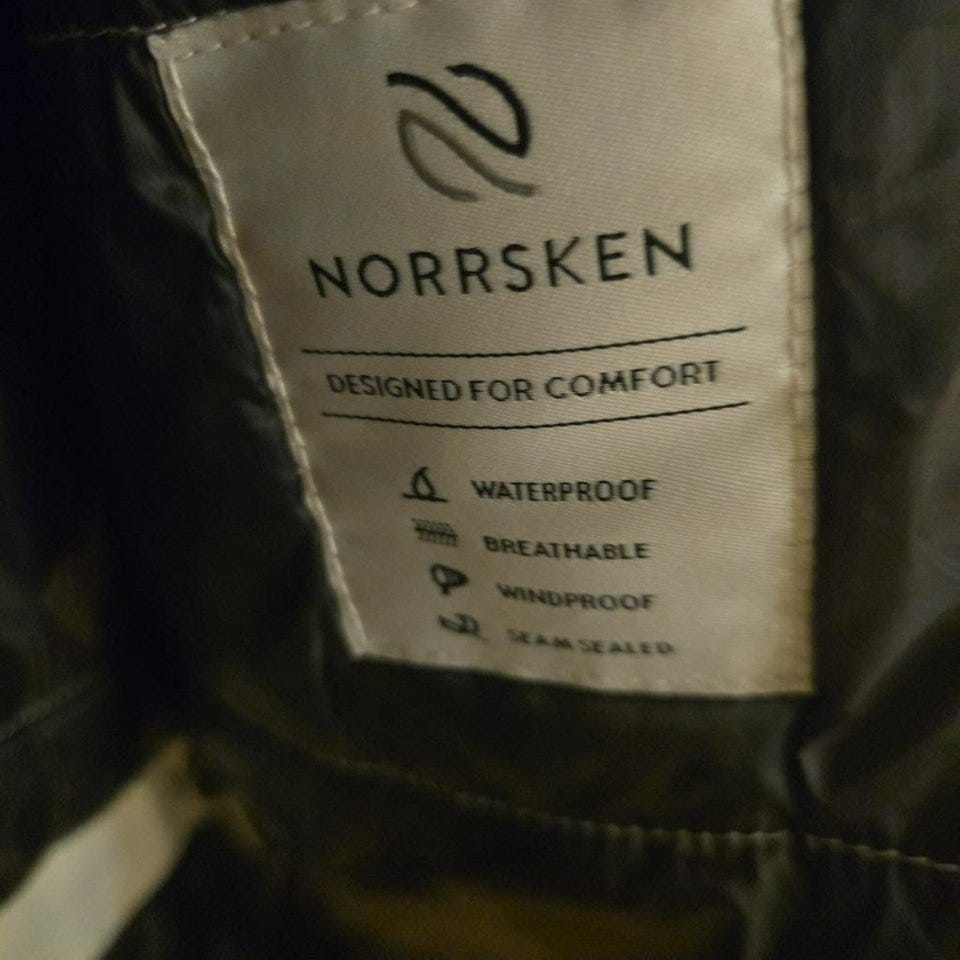 NORRSKEN
DESIGNED FOR COMFORT
WATERPROOF
BREATHABLE
WINDPROOF
SEAM SEALED